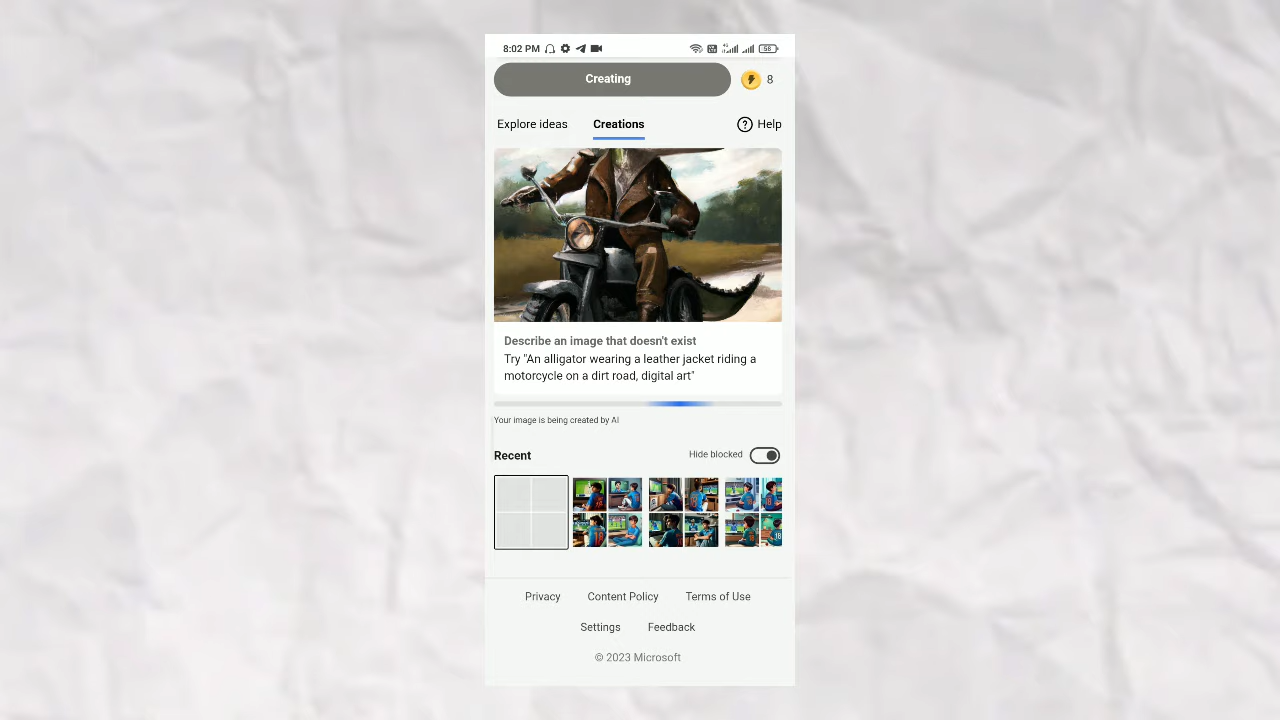 8:02 PM 58
Creating 8
Explore ideas Creations Help
Describe an image that doesn't exist
Try "An alligator wearing a leather jacket riding a
motorcycle on a dirt road, digital art"
Your image is being created by AI
Recent Hide blocked
18
Privacy Content Policy Terms of Use
Settings Feedback
© 2023 Microsoft